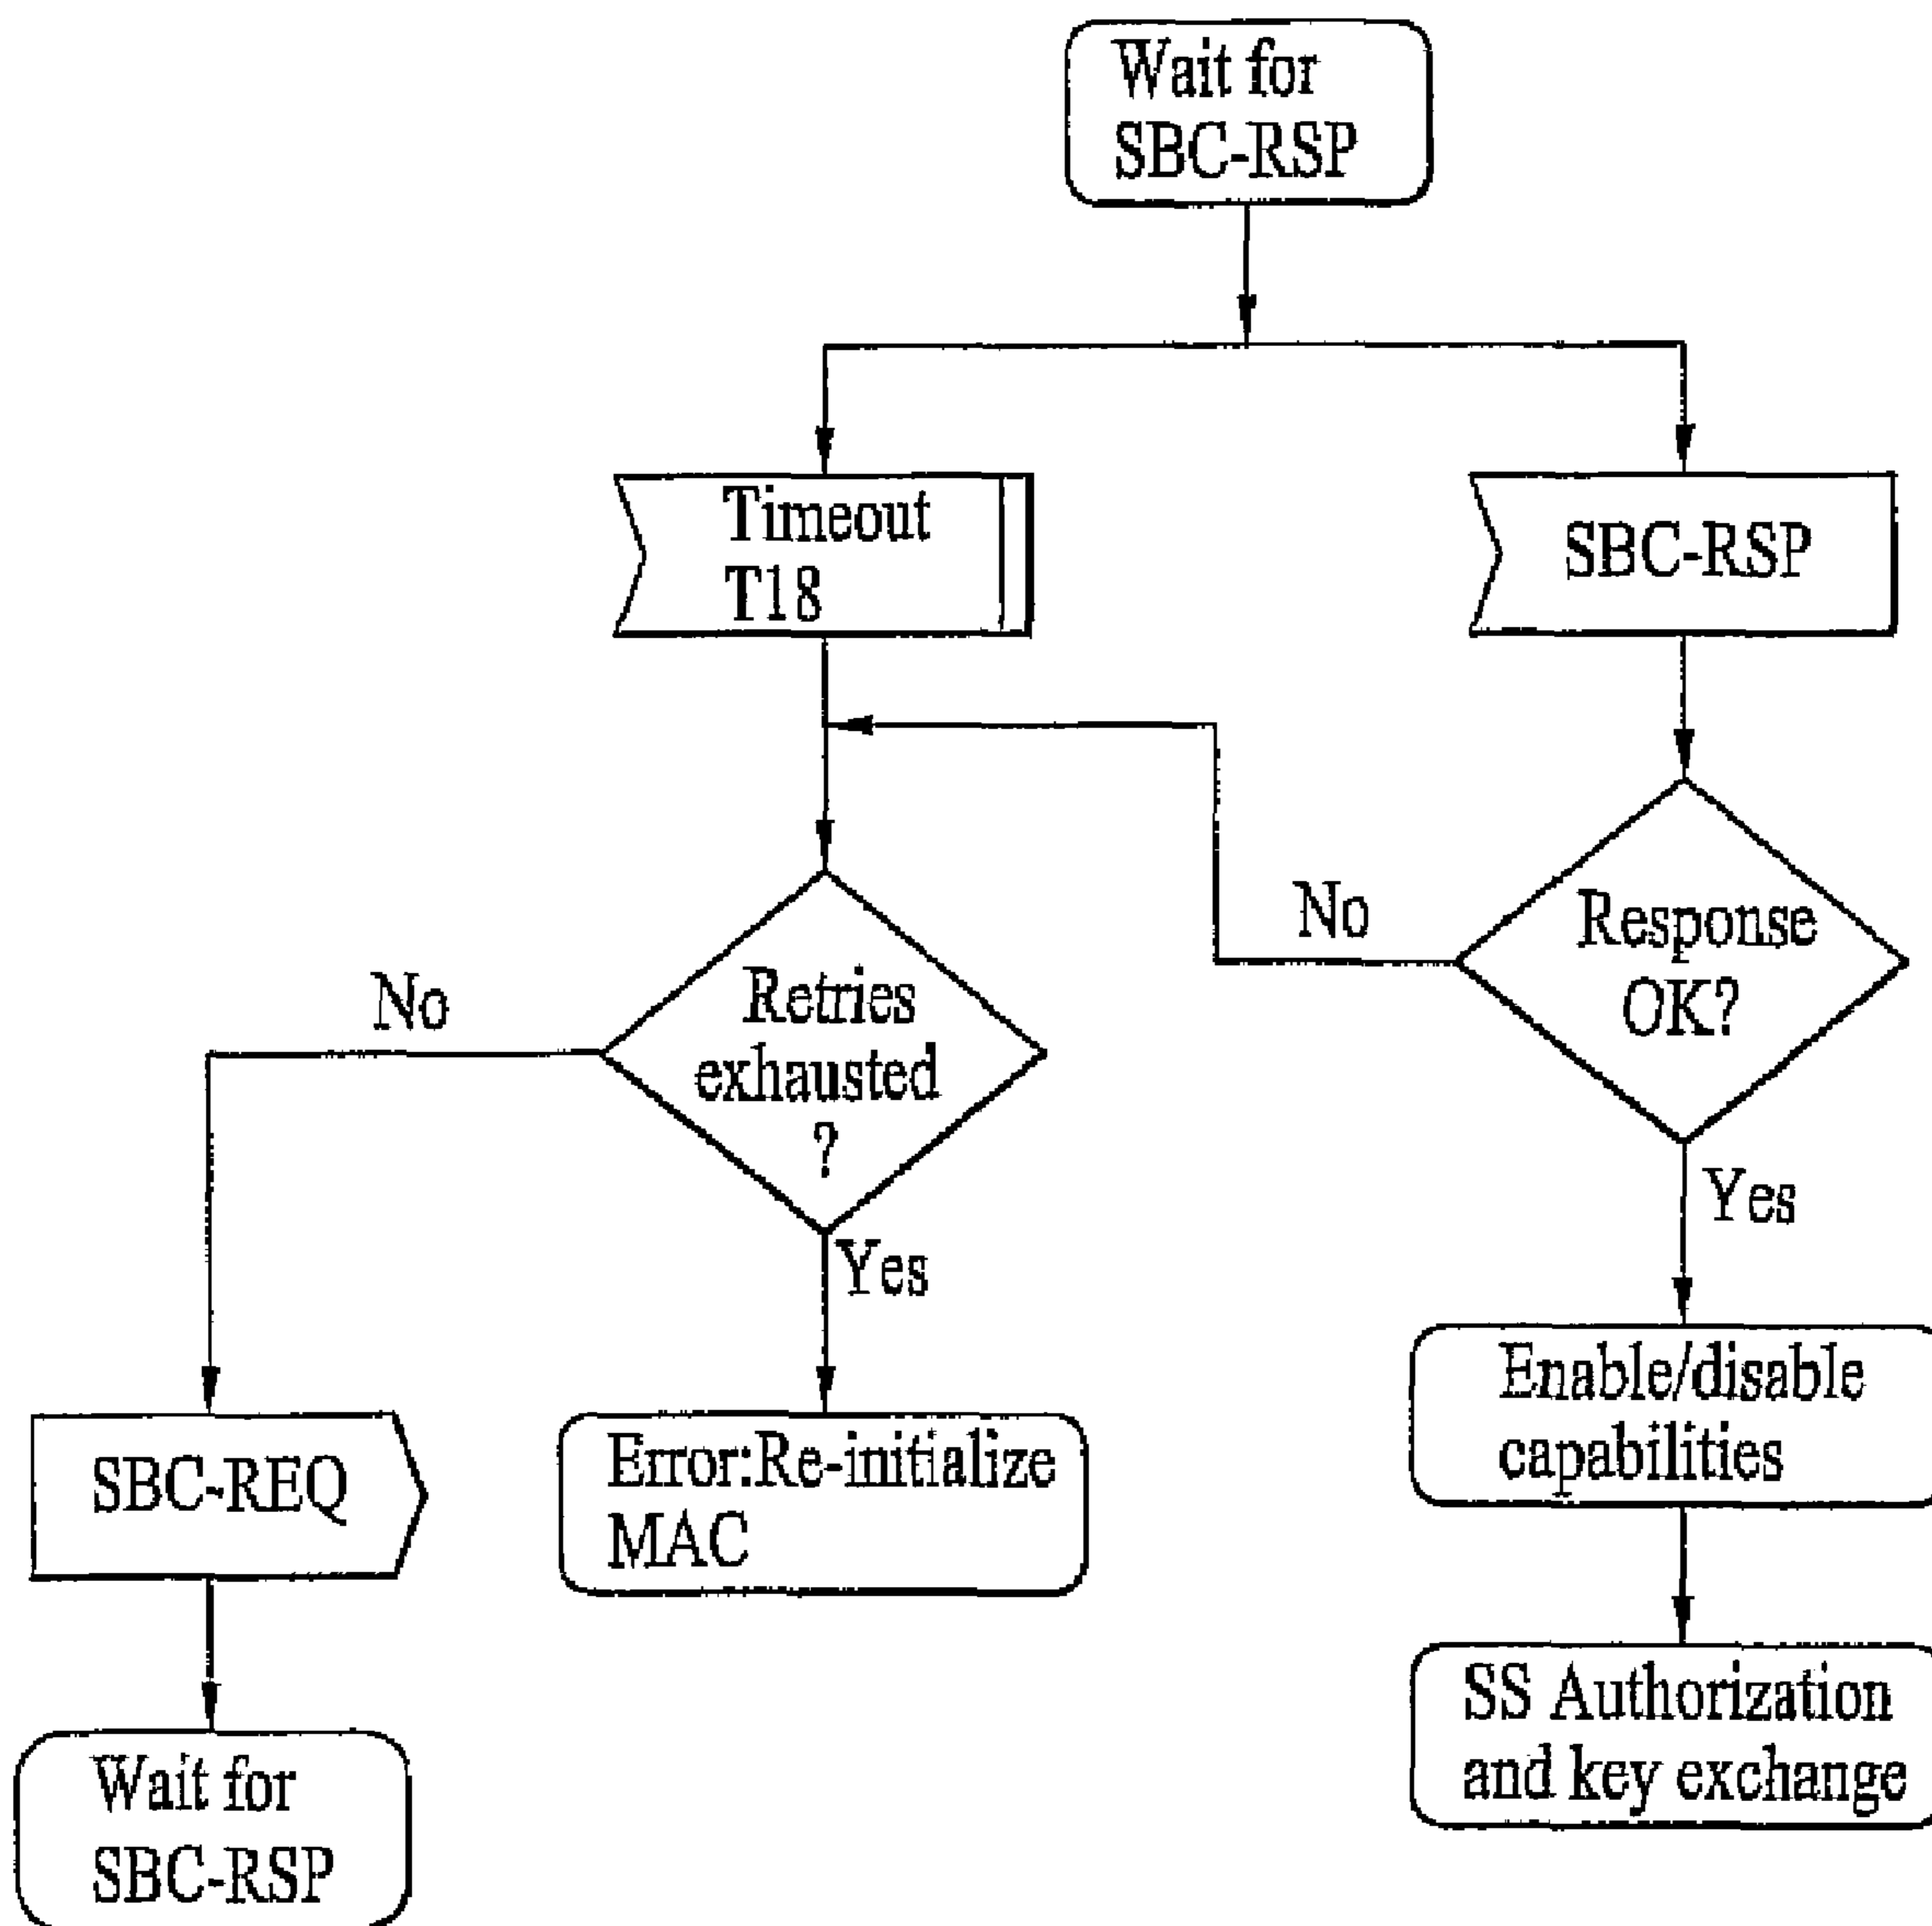 Wait for
SBC-RSP
Timeout
T18
SBC-RSP
Response
OK?
No
Retries
exhausted
?
No
Yes
Yes
Enable/disable
capabilities
SBC-REQ
Error:Re-initialize
MAC
SS Authorization
and key exchange
Wait for
SBC-RSP